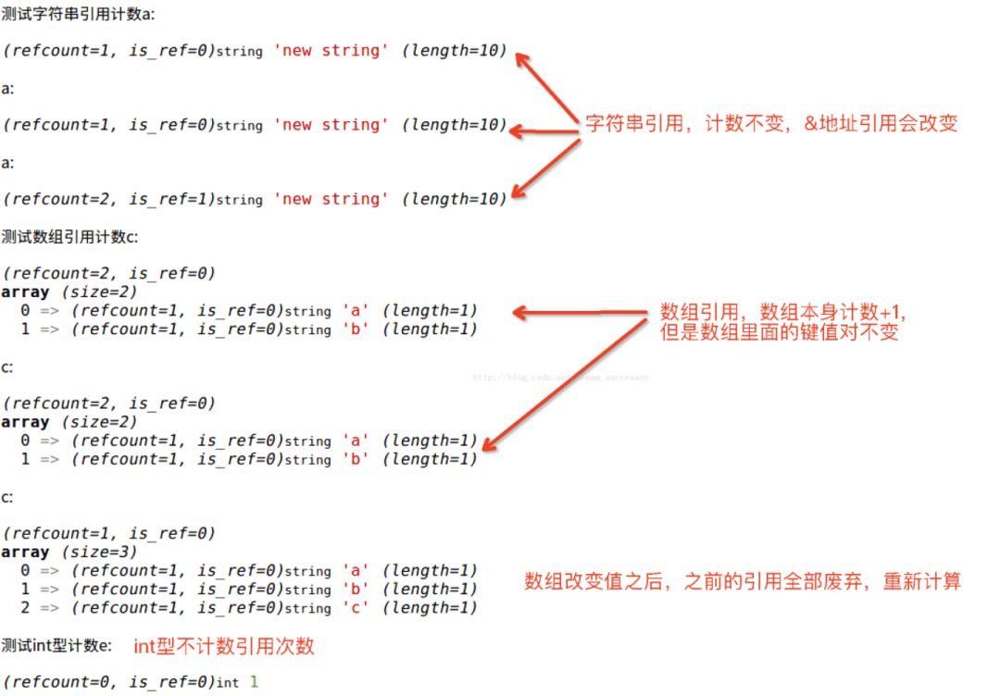 测试字符串引用计数a:
(refcount=1, is_ref=0)string 'new string' (length=10)
a:
(refcount=1, is_ref=0)string 'new string' (length=10)
字符串引用，计数不变，&地址引用会改变
a:
(refcount=2, is_ref=1)string 'new string' (length=10)
测试数组引用计数c:
(refcount=2, is_ref=0)
array (size=2)
0 => (refcount=1, is_ref=0)string 'a' (length=1)
1 => (refcount=1, is_ref=0)string 'b' (length=1)
数组引用，数组本身计数+1,
但是数组里面的键值对不变
c:
(refcount=2, is_ref=0)
array (size=2)
0 => (refcount=1, is_ref=0)string 'a' (length=1)
1 => (refcount=1, is_ref=0)string 'b' (length=1)
c:
(refcount=1, is_ref=0)
array (size=3)
0 => (refcount=1, is_ref=0)string 'a' (length=1)
1 => (refcount=1, is_ref=0)string 'b' (length=1)
2 => (refcount=1, is_ref=0)string 'c' (length=1)
数组改变值之后，之前的引用全部废弃，重新计算
测试int型计数e: int型不计数引用次数
(refcount=0, is_ref=0)int 1